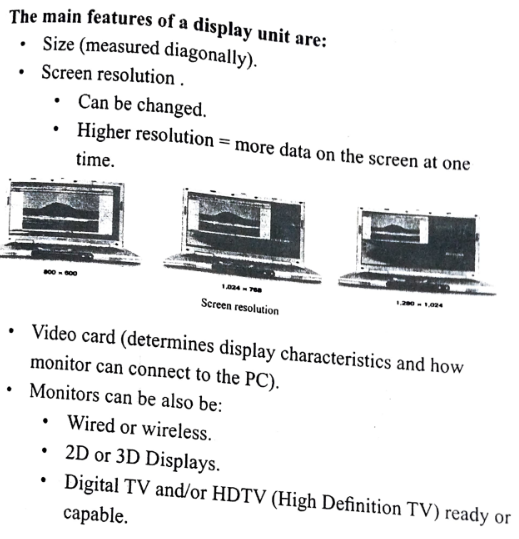 The main features of a display unit are:
• Size (measured diagonally).
• Screen resolution .
• Can be changed.
• Higher resolution = more data on the screen at one
time.
800 × 600
1,024 × 768
1,280 × 1,024
Screen resolution
• Video card (determines display characteristics and how
monitor can connect to the PC).
• Monitors can be also be:
• Wired or wireless.
• 2D or 3D Displays.
• Digital TV and/or HDTV (High Definition TV) ready or
capable.